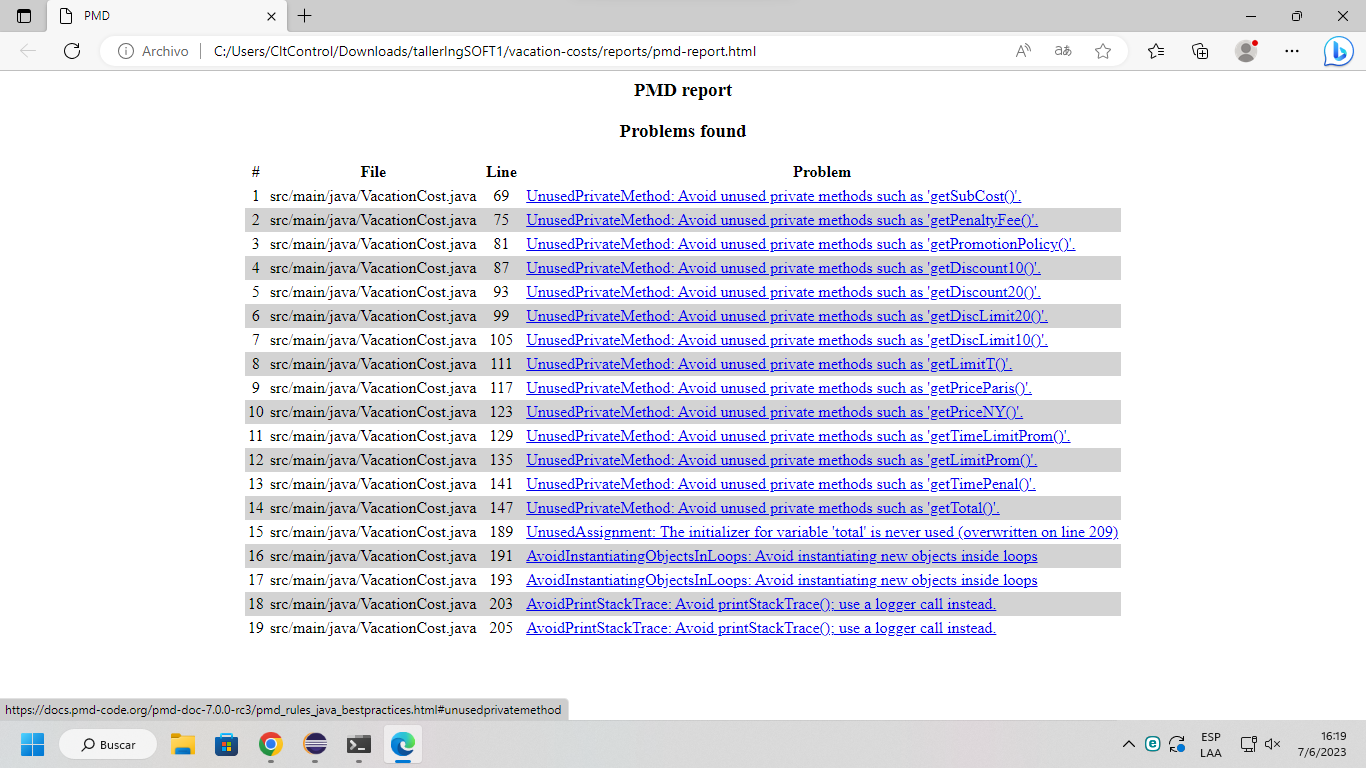 PMD
Archivo
C:/Users/CltControl/Downloads/tallerIngSOFT1/vacation-costs/reports/pmd-report.html
PMD report
Problems found
# File Line Problem
1 src/main/java/VacationCost.java 69 UnusedPrivateMethod: Avoid unused private methods such as 'getSubCost()'.
2 src/main/java/VacationCost.java 75 UnusedPrivateMethod: Avoid unused private methods such as 'getPenaltyFee()'.
3 src/main/java/VacationCost.java 81 UnusedPrivateMethod: Avoid unused private methods such as 'getPromotionPolicy()'.
4 src/main/java/VacationCost.java 87 UnusedPrivateMethod: Avoid unused private methods such as 'getDiscount10()'.
5 src/main/java/VacationCost.java 93 UnusedPrivateMethod: Avoid unused private methods such as 'getDiscount20()'.
6 src/main/java/VacationCost.java 99 UnusedPrivateMethod: Avoid unused private methods such as 'getDiscLimit20()'.
7 src/main/java/VacationCost.java 105 UnusedPrivateMethod: Avoid unused private methods such as 'getDiscLimit10()'.
8 src/main/java/VacationCost.java 111 UnusedPrivateMethod: Avoid unused private methods such as 'getLimitT()'.
9 src/main/java/VacationCost.java 117 UnusedPrivateMethod: Avoid unused private methods such as 'getPriceParis()'.
10 src/main/java/VacationCost.java 123 UnusedPrivateMethod: Avoid unused private methods such as 'getPriceNY()'.
11 src/main/java/VacationCost.java 129 UnusedPrivateMethod: Avoid unused private methods such as 'getTimeLimitProm()'.
12 src/main/java/VacationCost.java 135 UnusedPrivateMethod: Avoid unused private methods such as 'getLimitProm()'.
13 src/main/java/VacationCost.java 141 UnusedPrivateMethod: Avoid unused private methods such as 'getTimePenal()'.
14 src/main/java/VacationCost.java 147 UnusedPrivateMethod: Avoid unused private methods such as 'getTotal()'.
15 src/main/java/VacationCost.java 189 UnusedAssignment: The initializer for variable 'total' is never used (overwritten on line 209)
16 src/main/java/VacationCost.java 191 AvoidInstantiatingObjectsInLoops: Avoid instantiating new objects inside loops
17 src/main/java/VacationCost.java 193 AvoidInstantiatingObjectsInLoops: Avoid instantiating new objects inside loops
18 src/main/java/VacationCost.java 203 AvoidPrintStackTrace: Avoid printStackTrace(); use a logger call instead.
19 src/main/java/VacationCost.java 205 AvoidPrintStackTrace: Avoid printStackTrace(); use a logger call instead.
https://docs.pmd-code.org/pmd-doc-7.0.0-rc3/pmd_rules_java_bestpractices.html#unusedprivatemethod
Buscar
ESP
LAA
16:19
7/6/2023